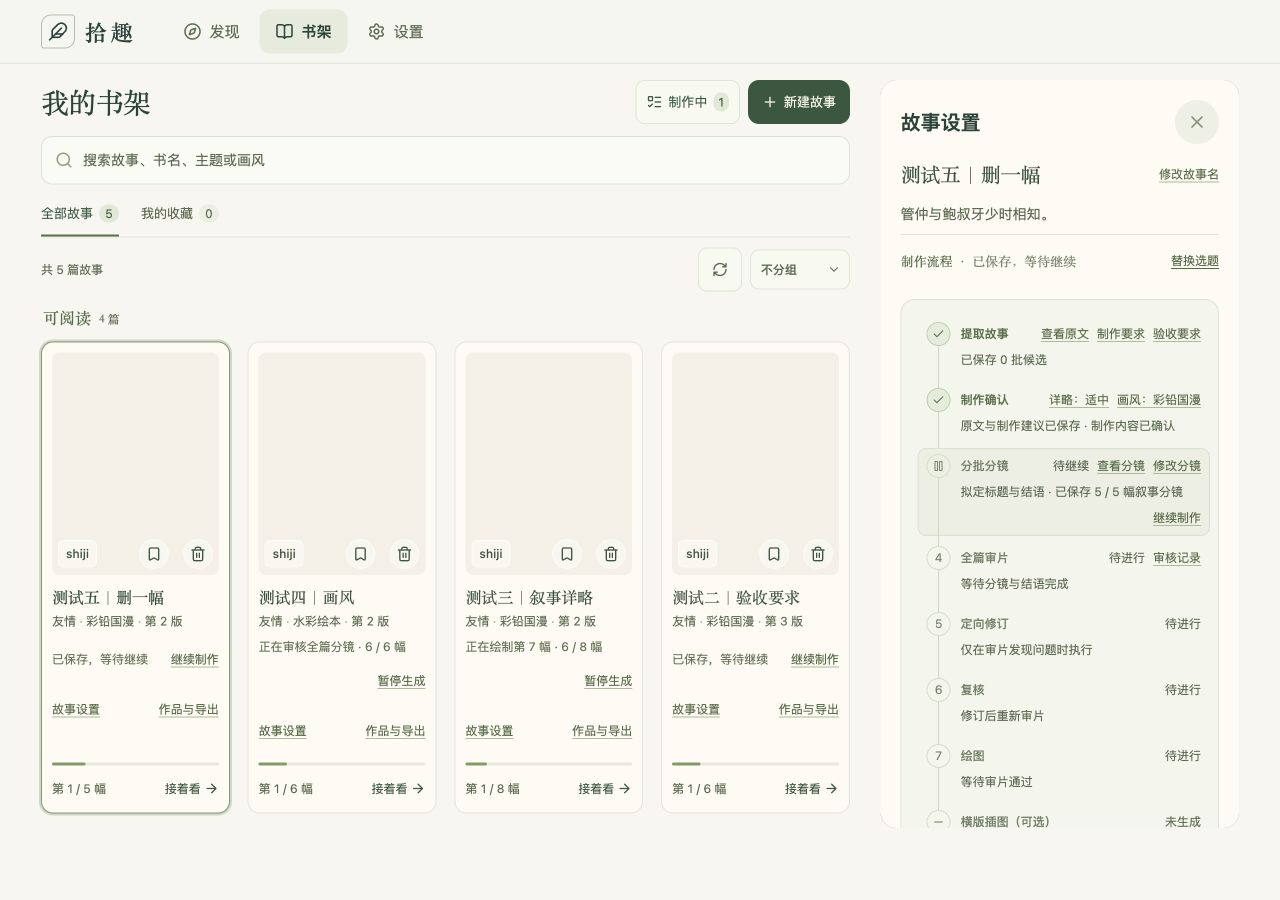 拾趣
发现
书架
设置
我的书架
制作中 1
新建故事
搜索故事、书名、主题或画风
全部故事 5
我的收藏 0
共 5 篇故事
不分组
可阅读 4 篇
shiji
测试五｜删一幅
友情 · 彩铅国漫 · 第 2 版
已保存，等待继续 继续制作
故事设置 作品与导出
第 1 / 5 幅 接着看
shiji
测试四｜画风
友情 · 水彩绘本 · 第 2 版
正在审核全篇分镜 · 6 / 6 幅
暂停生成
故事设置 作品与导出
第 1 / 6 幅 接着看
shiji
测试三｜叙事详略
友情 · 彩铅国漫 · 第 2 版
正在绘制第 7 幅 · 6 / 8 幅
暂停生成
故事设置 作品与导出
第 1 / 8 幅 接着看
shiji
测试二｜验收要求
友情 · 彩铅国漫 · 第 3 版
已保存，等待继续 继续制作
故事设置 作品与导出
第 1 / 6 幅 接着看
故事设置
测试五｜删一幅 修改故事名
管仲与鲍叔牙少时相知。
制作流程 · 已保存，等待继续 替换选题
提取故事 查看原文 制作要求 验收要求
已保存 0 批候选
制作确认 详略：适中 画风：彩铅国漫
原文与制作建议已保存 · 制作内容已确认
分批分镜 待继续 查看分镜 修改分镜
拟定标题与结语 · 已保存 5 / 5 幅叙事分镜
继续制作
4 全篇审片 待进行 审核记录
等待分镜与结语完成
5 定向修订 待进行
仅在审片发现问题时执行
6 复核 待进行
修订后重新审片
7 绘图 待进行
等待审片通过
横版插图（可选） 未生成